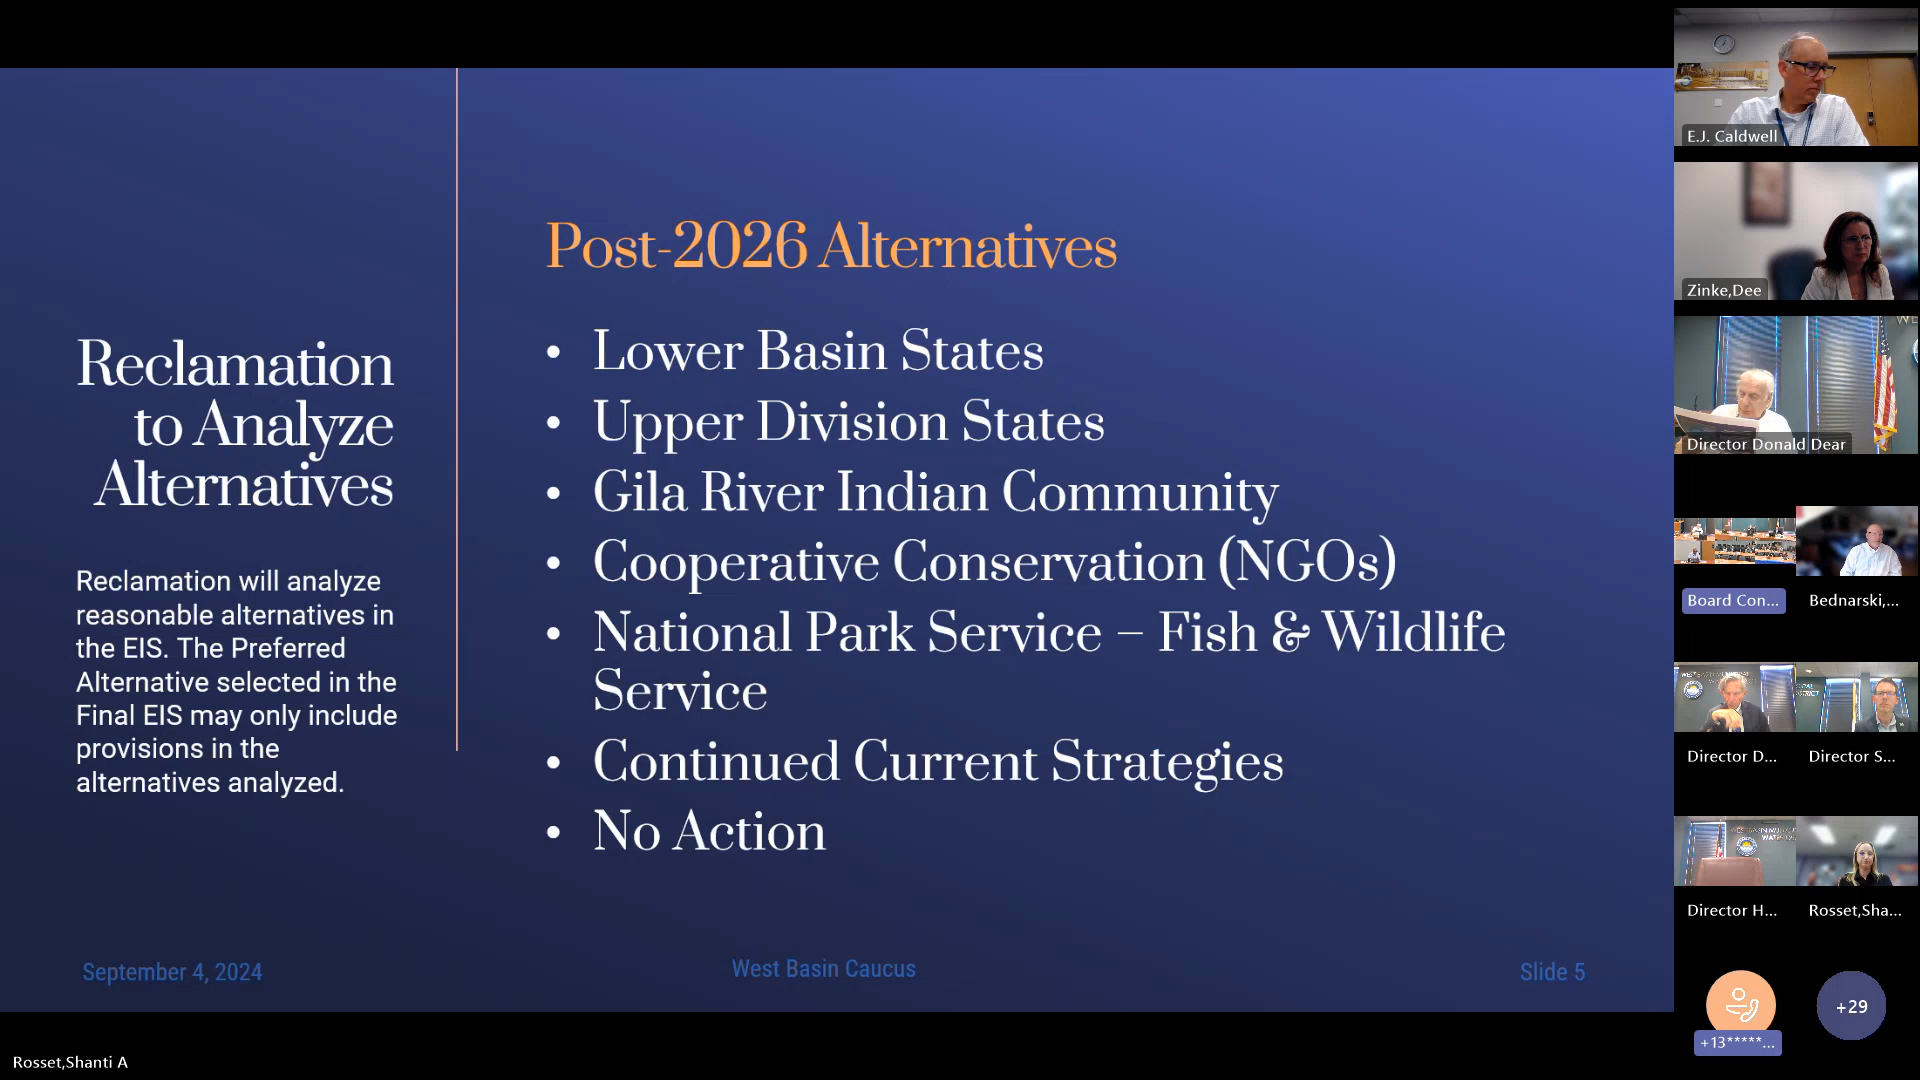 Reclamation
to Analyze
Alternatives
Reclamation will analyze
reasonable alternatives in
the EIS. The Preferred
Alternative selected in the
Final EIS may only include
provisions in the
alternatives analyzed.
Post-2026 Alternatives
• Lower Basin States
• Upper Division States
• Gila River Indian Community
• Cooperative Conservation (NGOs)
• National Park Service – Fish & Wildlife
Service
• Continued Current Strategies
• No Action
September 4, 2024
West Basin Caucus
Slide 5
Rosset,Shanti A
E.J. Caldwell
Zinke,Dee
Director Donald Dear
Board Con...
Bednarski,...
Director D...
Director S...
Director H...
Rosset,Sha...
+13*****...
+29